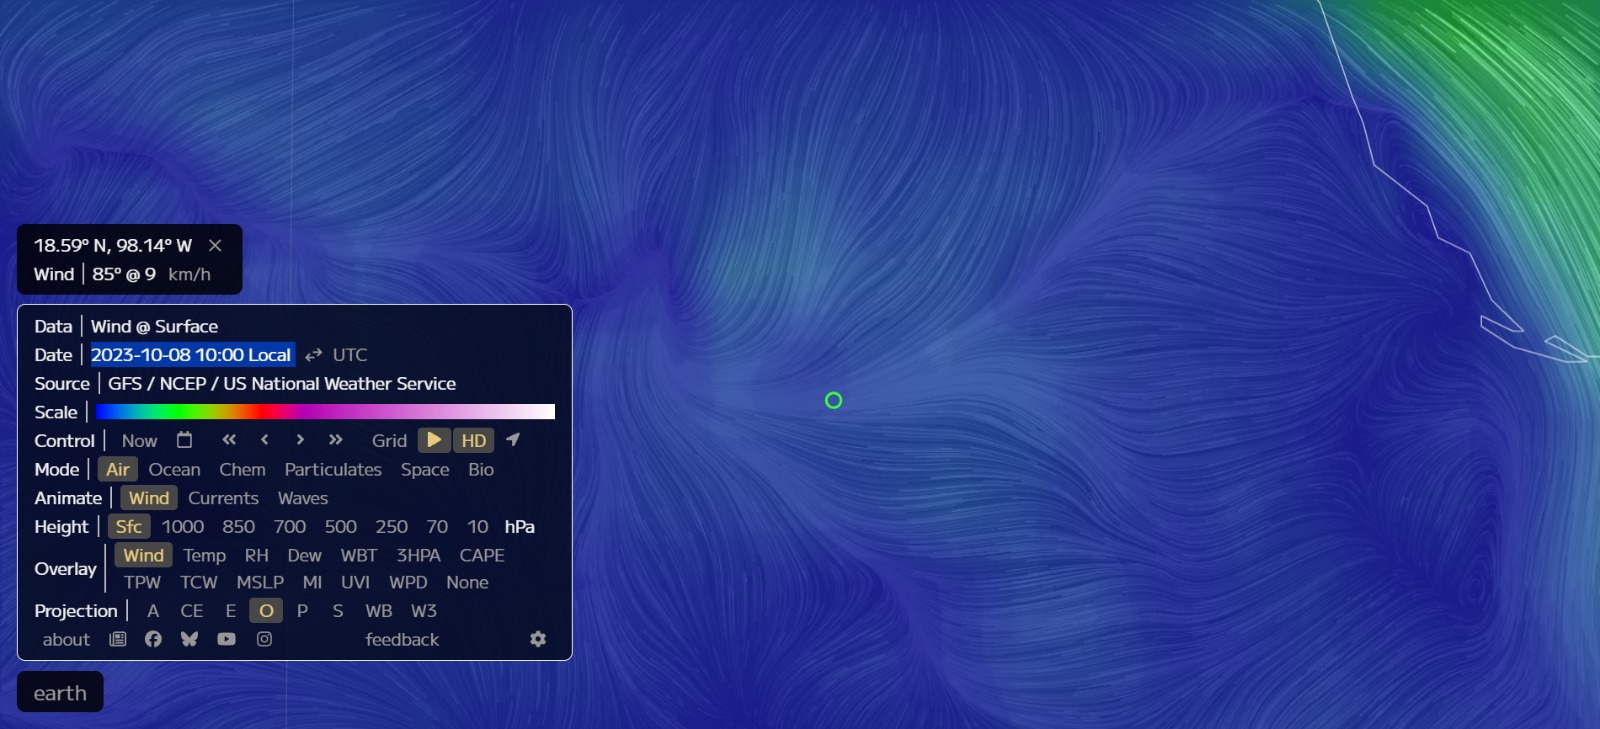 18.59° N, 98.14° W ×
Wind | 85° @ 9 km/h
Data | Wind @ Surface
Date | 2023-10-08 10:00 Local ⇄ UTC
Source | GFS / NCEP / US National Weather Service
Scale |
Control | Now « ‹ › » Grid ▶ HD
Mode | Air Ocean Chem Particulates Space Bio
Animate | Wind Currents Waves
Height | Sfc 1000 850 700 500 250 70 10 hPa
Overlay | Wind Temp RH Dew WBT 3HPA CAPE
TPW TCW MSLP MI UVI WPD None
Projection | A CE E O P S WB W3
about feedback
earth